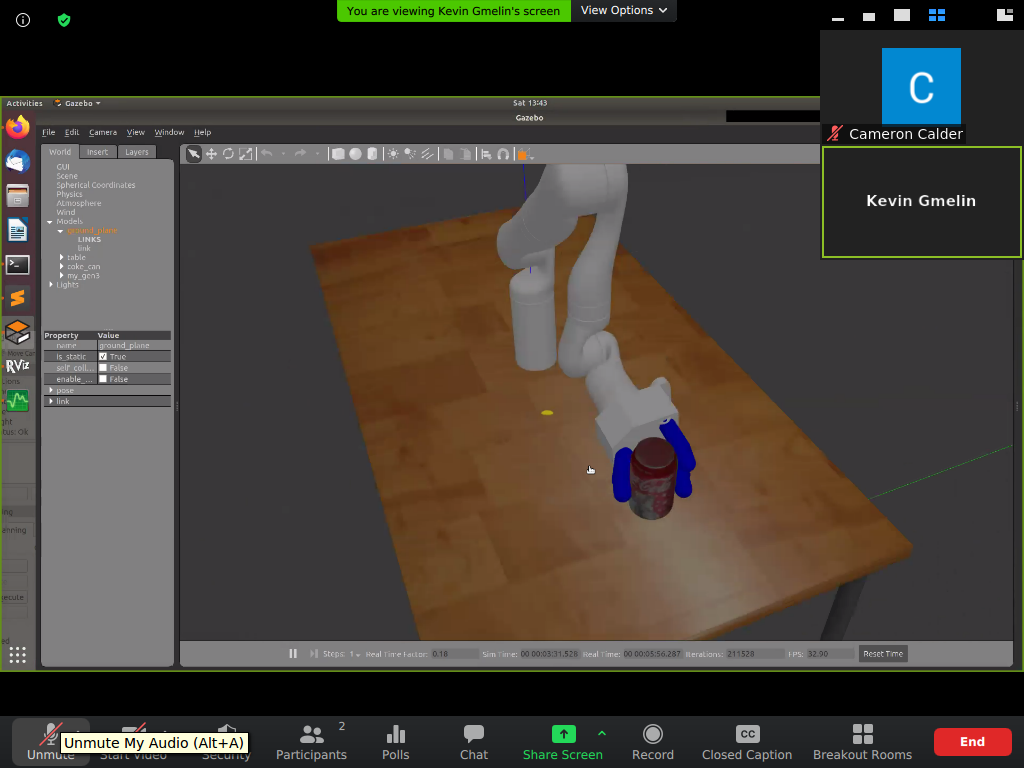 You are viewing Kevin Gmelin's screen
View Options
C
Cameron Calder
Kevin Gmelin
Activities
Gazebo
Sat 13:43
Gazebo
File Edit Camera View Window Help
World Insert Layers
GUI
Scene
Spherical Coordinates
Physics
Atmosphere
Wind
Models
ground_plane
LINKS
link
table
coke_can
my_gen3
Lights
Property Value
name ground_plane
is_static True
self_coll... False
enable_... False
pose
link
RViz
Steps: 1
Real Time Factor: 0.18
Sim Time: 00 00:03:31.528
Real Time: 00 00:05:56.287
Iterations: 211528
FPS: 32.90
Reset Time
Unmute
Unmute My Audio (Alt+A)
Start Video
Security
Participants 2
Polls
Chat
Share Screen
Record
CC
Closed Caption
Breakout Rooms
End